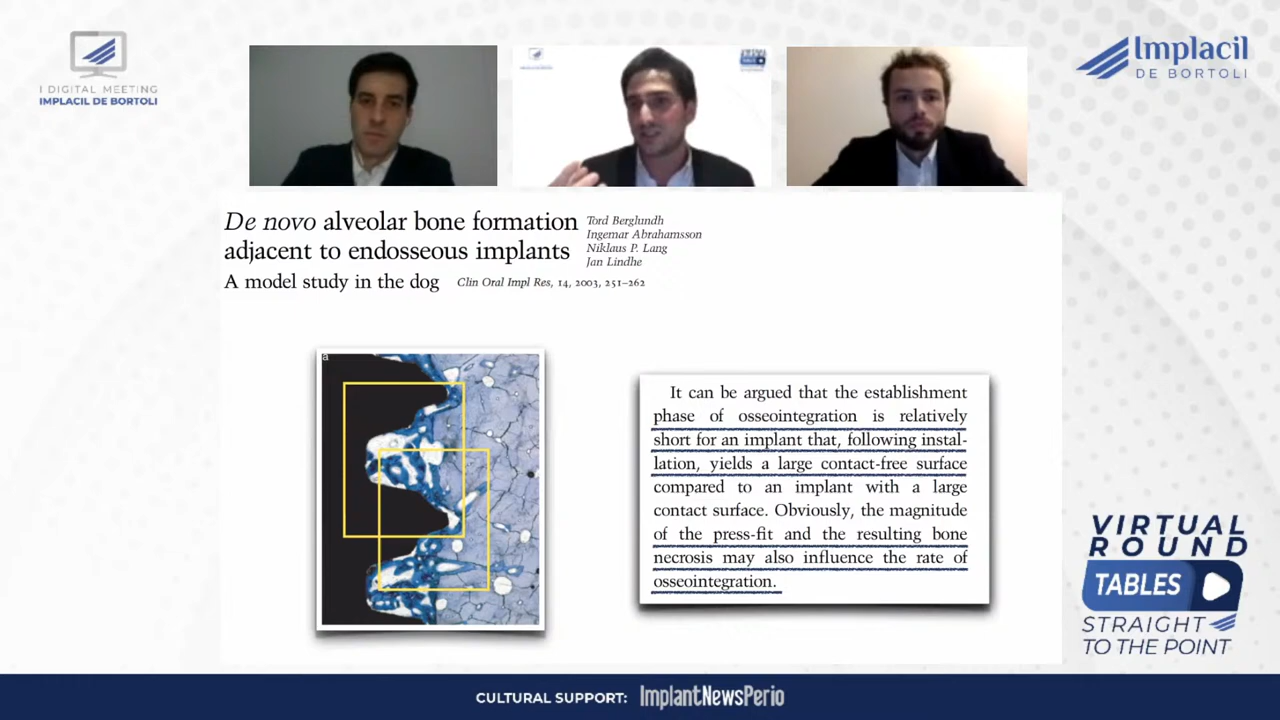 I DIGITAL MEETING
IMPLACIL DE BORTOLI
Implacil
DE BORTOLI
De novo alveolar bone formation
adjacent to endosseous implants
A model study in the dog
Tord Berglundh
Ingemar Abrahamsson
Niklaus P. Lang
Jan Lindhe
Clin Oral Impl Res, 14, 2003, 251–262
a
It can be argued that the establishment
phase of osseointegration is relatively
short for an implant that, following instal-
lation, yields a large contact-free surface
compared to an implant with a large
contact surface. Obviously, the magnitude
of the press-fit and the resulting bone
necrosis may also influence the rate of
osseointegration.
VIRTUAL
ROUND
TABLES
STRAIGHT
TO THE POINT
CULTURAL SUPPORT: ImplantNewsPerio